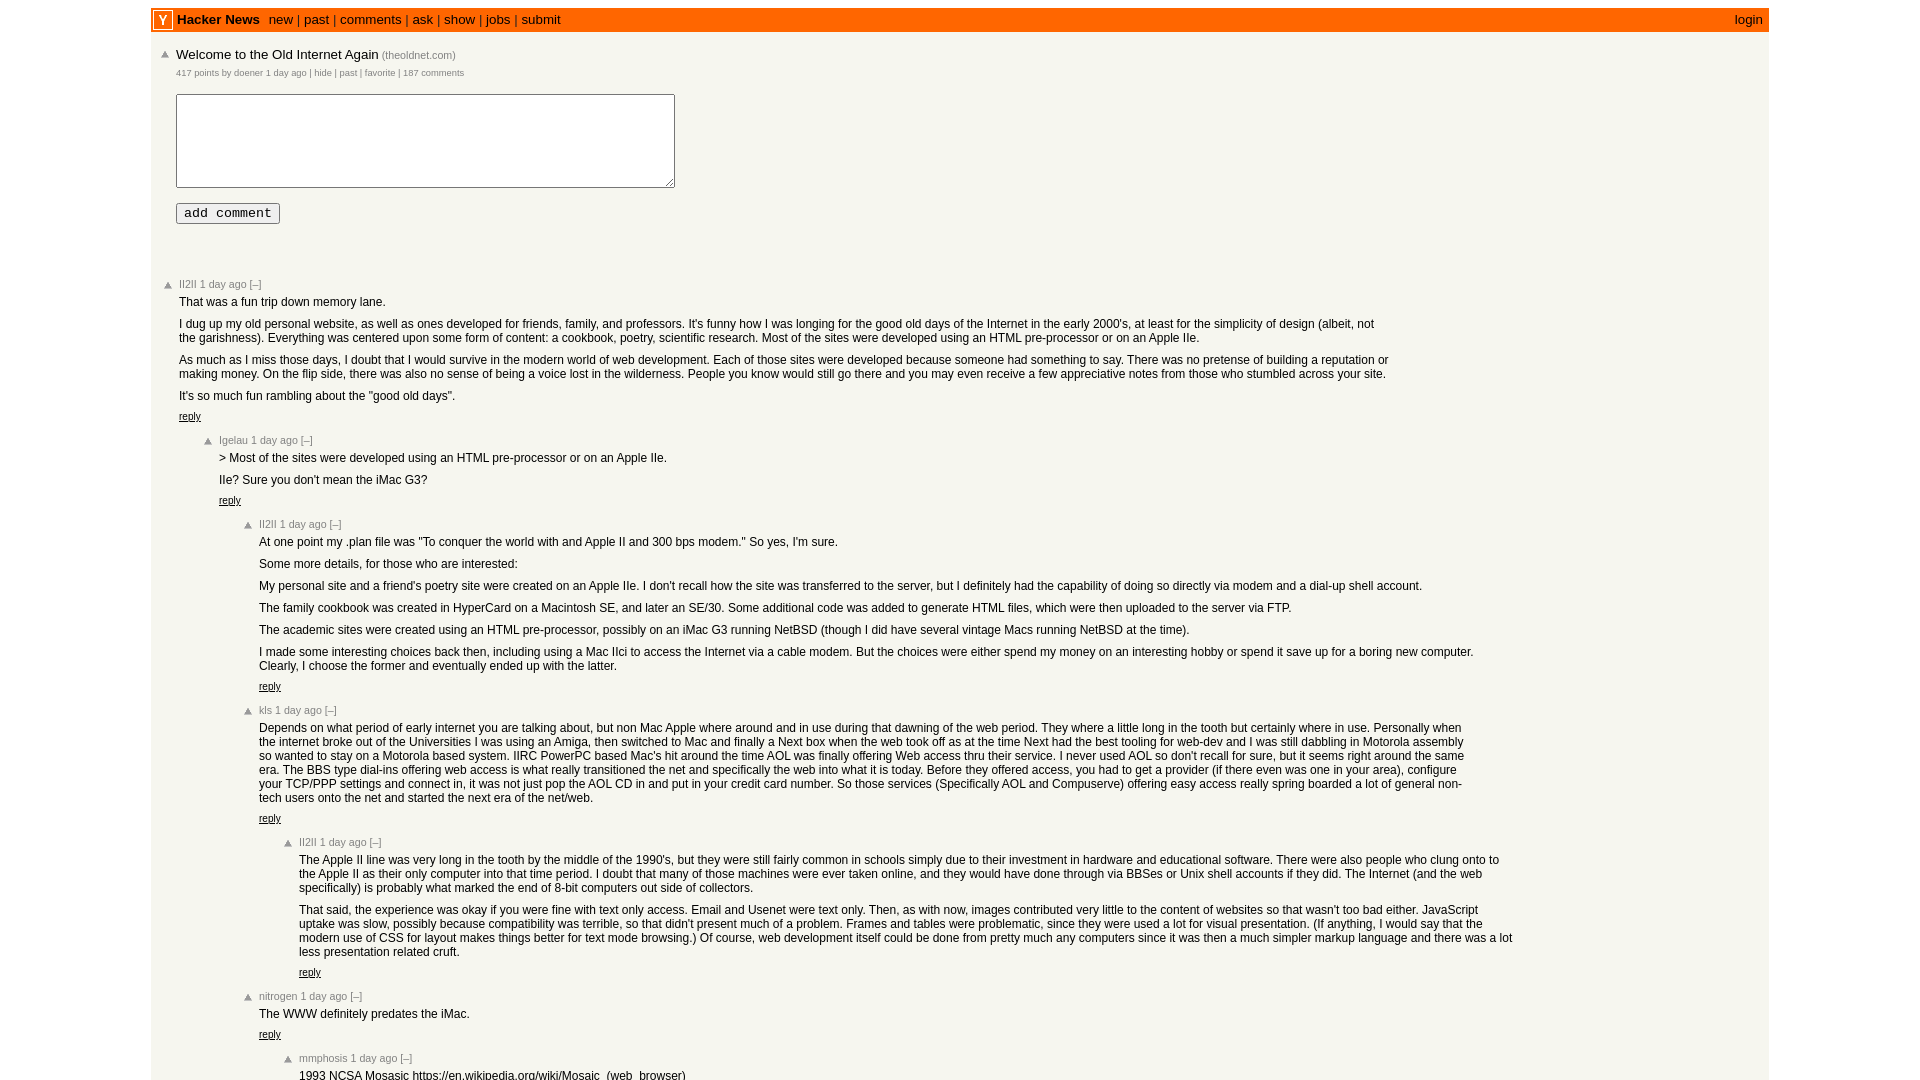 Y Hacker News new | past | comments | ask | show | jobs | submit login
Welcome to the Old Internet Again (theoldnet.com)
417 points by doener 1 day ago | hide | past | favorite | 187 comments
add comment
II2II 1 day ago [–]
That was a fun trip down memory lane.
I dug up my old personal website, as well as ones developed for friends, family, and professors. It's funny how I was longing for the good old days of the Internet in the early 2000's, at least for the simplicity of design (albeit, not
the garishness). Everything was centered upon some form of content: a cookbook, poetry, scientific research. Most of the sites were developed using an HTML pre-processor or on an Apple IIe.
As much as I miss those days, I doubt that I would survive in the modern world of web development. Each of those sites were developed because someone had something to say. There was no pretense of building a reputation or
making money. On the flip side, there was also no sense of being a voice lost in the wilderness. People you know would still go there and you may even receive a few appreciative notes from those who stumbled across your site.
It's so much fun rambling about the "good old days".
reply
Igelau 1 day ago [–]
> Most of the sites were developed using an HTML pre-processor or on an Apple IIe.
IIe? Sure you don't mean the iMac G3?
reply
II2II 1 day ago [–]
At one point my .plan file was "To conquer the world with and Apple II and 300 bps modem." So yes, I'm sure.
Some more details, for those who are interested:
My personal site and a friend's poetry site were created on an Apple IIe. I don't recall how the site was transferred to the server, but I definitely had the capability of doing so directly via modem and a dial-up shell account.
The family cookbook was created in HyperCard on a Macintosh SE, and later an SE/30. Some additional code was added to generate HTML files, which were then uploaded to the server via FTP.
The academic sites were created using an HTML pre-processor, possibly on an iMac G3 running NetBSD (though I did have several vintage Macs running NetBSD at the time).
I made some interesting choices back then, including using a Mac IIci to access the Internet via a cable modem. But the choices were either spend my money on an interesting hobby or spend it save up for a boring new computer.
Clearly, I choose the former and eventually ended up with the latter.
reply
kls 1 day ago [–]
Depends on what period of early internet you are talking about, but non Mac Apple where around and in use during that dawning of the web period. They where a little long in the tooth but certainly where in use. Personally when
the internet broke out of the Universities I was using an Amiga, then switched to Mac and finally a Next box when the web took off as at the time Next had the best tooling for web-dev and I was still dabbling in Motorola assembly
so wanted to stay on a Motorola based system. IIRC PowerPC based Mac's hit around the time AOL was finally offering Web access thru their service. I never used AOL so don't recall for sure, but it seems right around the same
era. The BBS type dial-ins offering web access is what really transitioned the net and specifically the web into what it is today. Before they offered access, you had to get a provider (if there even was one in your area), configure
your TCP/PPP settings and connect in, it was not just pop the AOL CD in and put in your credit card number. So those services (Specifically AOL and Compuserve) offering easy access really spring boarded a lot of general non-
tech users onto the net and started the next era of the net/web.
reply
II2II 1 day ago [–]
The Apple II line was very long in the tooth by the middle of the 1990's, but they were still fairly common in schools simply due to their investment in hardware and educational software. There were also people who clung onto to
the Apple II as their only computer into that time period. I doubt that many of those machines were ever taken online, and they would have done through via BBSes or Unix shell accounts if they did. The Internet (and the web
specifically) is probably what marked the end of 8-bit computers out side of collectors.
That said, the experience was okay if you were fine with text only access. Email and Usenet were text only. Then, as with now, images contributed very little to the content of websites so that wasn't too bad either. JavaScript
uptake was slow, possibly because compatibility was terrible, so that didn't present much of a problem. Frames and tables were problematic, since they were used a lot for visual presentation. (If anything, I would say that the
modern use of CSS for layout makes things better for text mode browsing.) Of course, web development itself could be done from pretty much any computers since it was then a much simpler markup language and there was a lot
less presentation related cruft.
reply
nitrogen 1 day ago [–]
The WWW definitely predates the iMac.
reply
mmphosis 1 day ago [–]
1993 NCSA Mosasic https://en.wikipedia.org/wiki/Mosaic_(web_browser)